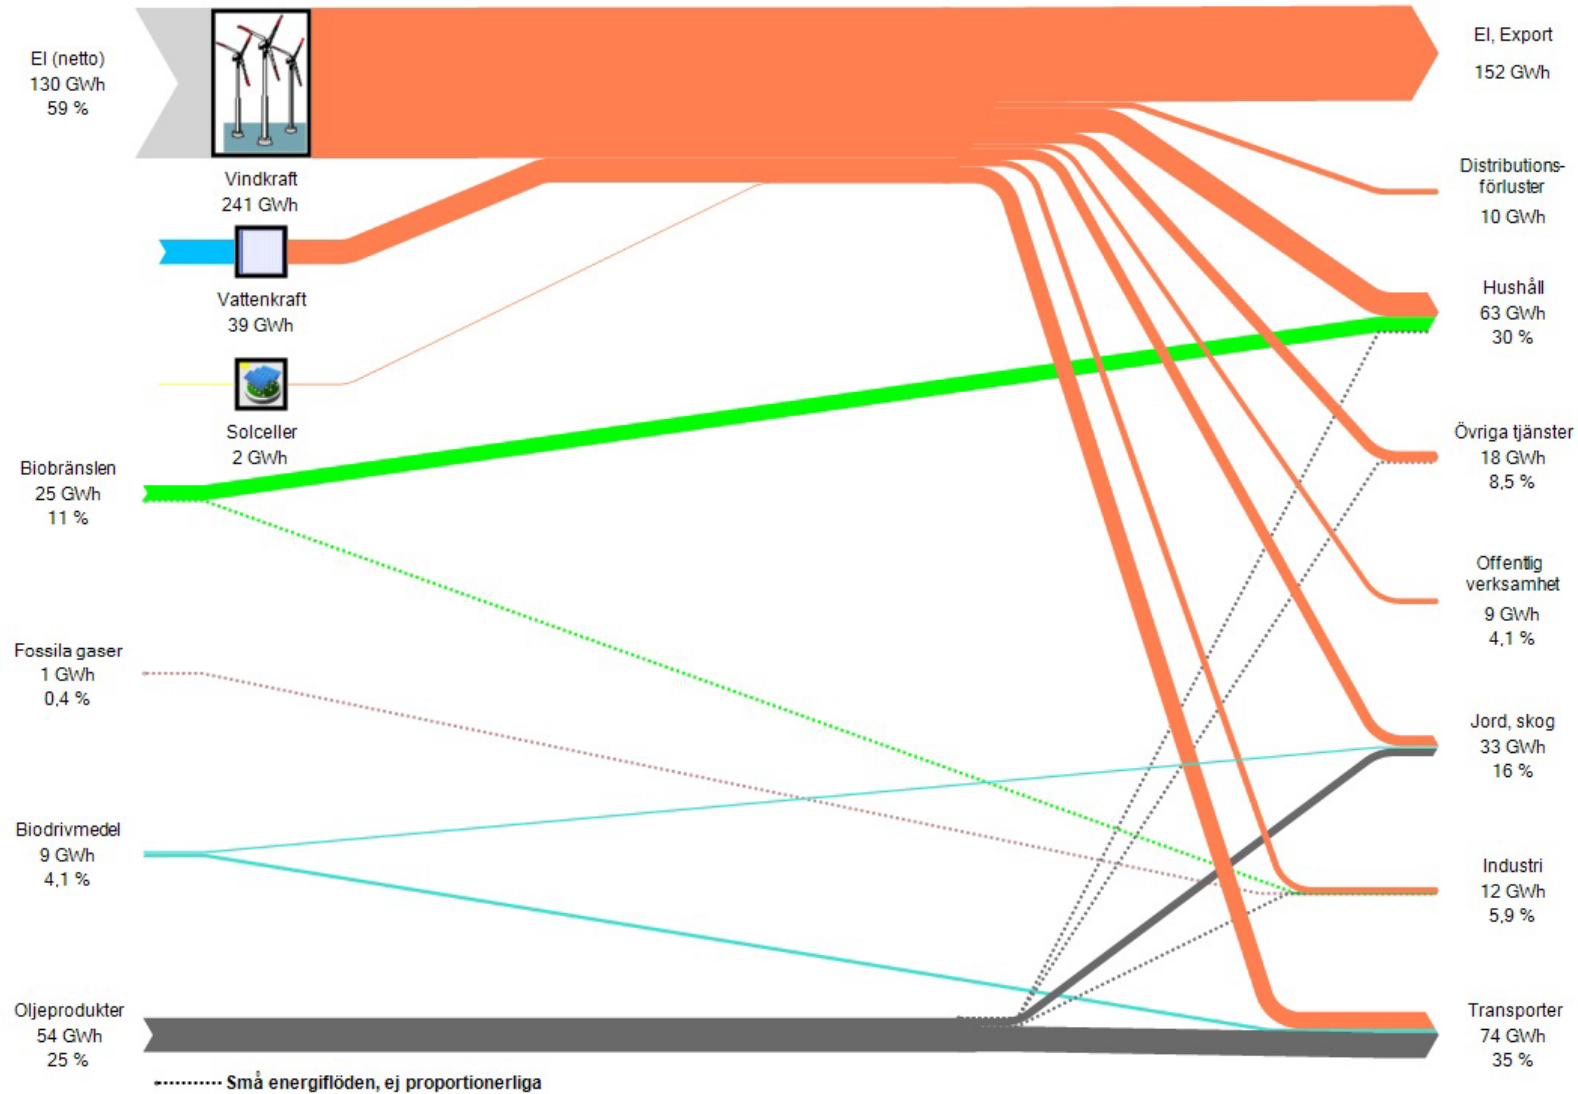 El (netto)
130 GWh
59 %
Vindkraft
241 GWh
Vattenkraft
39 GWh
Solceller
2 GWh
Biobränslen
25 GWh
11 %
Fossila gaser
1 GWh
0,4 %
Biodrivmedel
9 GWh
4,1 %
Oljeprodukter
54 GWh
25 %
Små energiflöden, ej proportionerliga
El, Export
152 GWh
Distributions-
förluster
10 GWh
Hushåll
63 GWh
30 %
Övriga tjänster
18 GWh
8,5 %
Offentlig
verksamhet
9 GWh
4,1 %
Jord, skog
33 GWh
16 %
Industri
12 GWh
5,9 %
Transporter
74 GWh
35 %